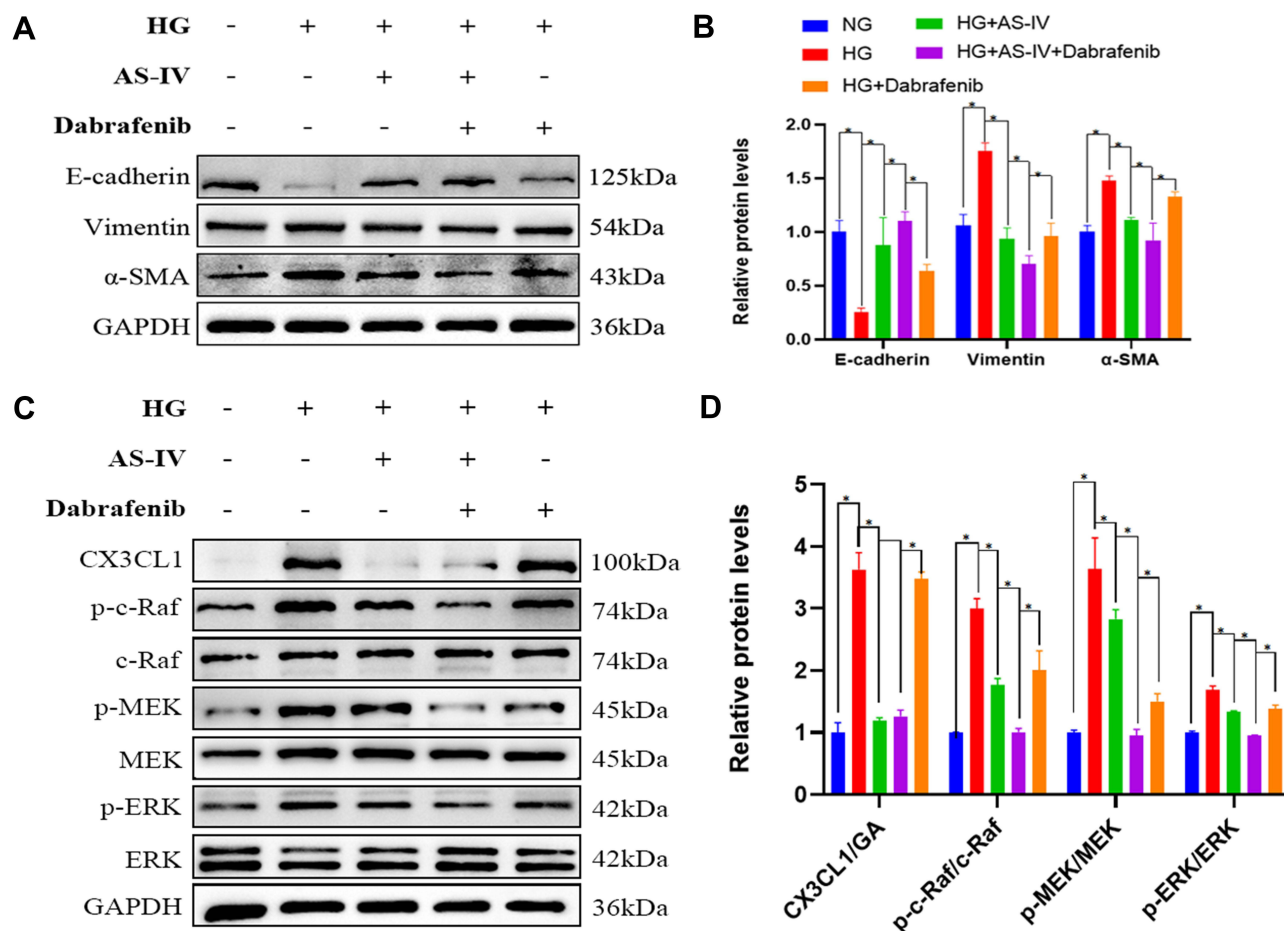 A
HG - + + + +
AS-IV - - + + -
Dabrafenib - - - + +
E-cadherin 125kDa
Vimentin 54kDa
α-SMA 43kDa
GAPDH 36kDa
B
NG HG+AS-IV
HG HG+AS-IV+Dabrafenib
HG+Dabrafenib
Relative protein levels
2.0
1.5
1.0
0.5
0.0
* * * * * * * * * * * *
E-cadherin Vimentin α-SMA
C
HG - + + + +
AS-IV - - + + -
Dabrafenib - - - + +
CX3CL1 100kDa
p-c-Raf 74kDa
c-Raf 74kDa
p-MEK 45kDa
MEK 45kDa
p-ERK 42kDa
ERK 42kDa
GAPDH 36kDa
D
Relative protein levels
5
4
3
2
1
0
* * * * * * * * * * * * * * *
CX3CL1/GA p-c-Raf/c-Raf p-MEK/MEK p-ERK/ERK